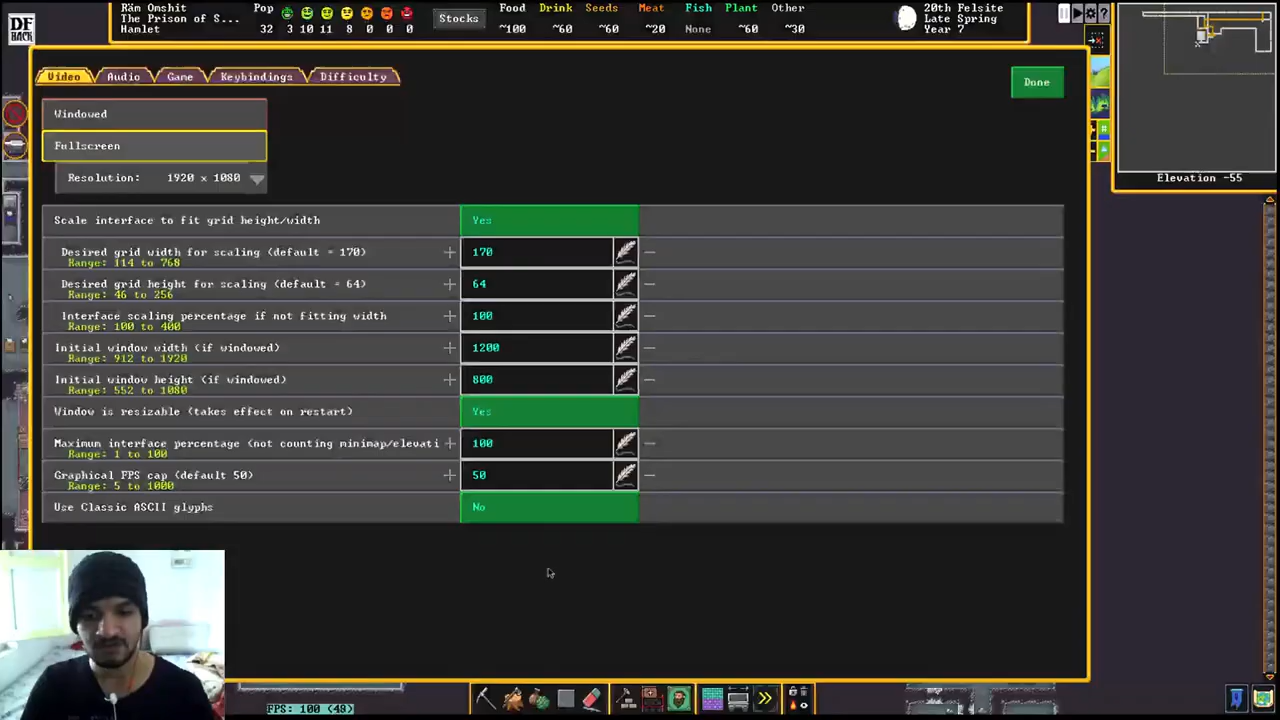 DF
HACK
Rän Omshit
The Prison of S...
Hamlet
Pop
32 3 10 11 8 0 0 0
Stocks
Food Drink Seeds Meat Fish Plant Other
~100 ~60 ~60 ~20 None ~60 ~30
20th Felsite
Late Spring
Year 7
Elevation -55
Video Audio Game Keybindings Difficulty
Done
Windowed
Fullscreen
Resolution: 1920 x 1080
Scale interface to fit grid height/width Yes
Desired grid width for scaling (default = 170) 170
Range: 114 to 768
Desired grid height for scaling (default = 64) 64
Range: 46 to 256
Interface scaling percentage if not fitting width 100
Range: 100 to 400
Initial window width (if windowed) 1200
Range: 912 to 1920
Initial window height (if windowed) 800
Range: 552 to 1080
Window is resizable (takes effect on restart) Yes
Maximum interface percentage (not counting minimap/elevati 100
Range: 1 to 100
Graphical FPS cap (default 50) 50
Range: 5 to 1000
Use Classic ASCII glyphs No
FPS: 100 (48)